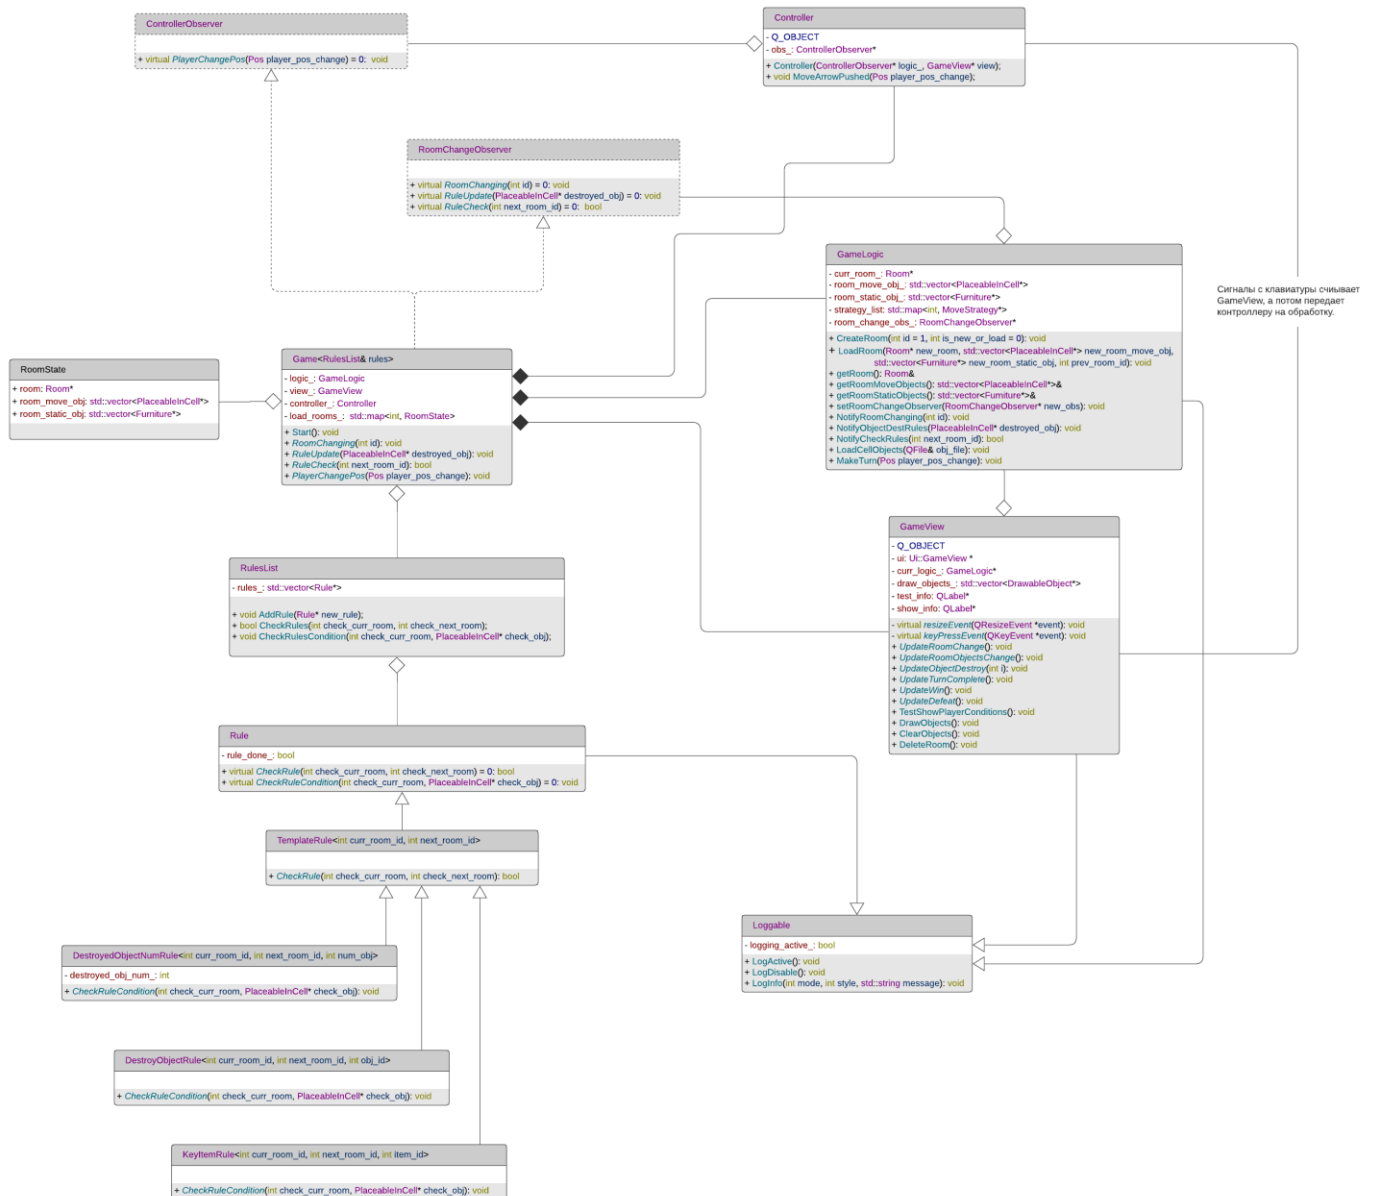 ControllerObserver
+ virtual PlayerChangePos(Pos player_pos_change) = 0:  void
Controller
- Q_OBJECT
- obs_: ControllerObserver*
+ Controller(ControllerObserver* logic_, GameView* view);
+ void MoveArrowPushed(Pos player_pos_change);
RoomChangeObserver
+ virtual RoomChanging(int id) = 0: void
+ virtual RuleUpdate(PlaceableInCell* destroyed_obj) = 0: void
+ virtual RuleCheck(int next_room_id) = 0:  bool
GameLogic
- curr_room_: Room*
- room_move_obj_: std::vector<PlaceableInCell*>
- room_static_obj_: std::vector<Furniture*>
- strategy_list: std::map<int, MoveStrategy*>
- room_change_obs_: RoomChangeObserver*
+ CreateRoom(int id = 1, int is_new_or_load = 0): void
+ LoadRoom(Room* new_room, std::vector<PlaceableInCell*> new_room_move_obj,
std::vector<Furniture*> new_room_static_obj, int prev_room_id): void
+ getRoom(): Room&
+ getRoomMoveObjects(): std::vector<PlaceableInCell*>&
+ getRoomStaticObjects(): std::vector<Furniture*>&
+ setRoomChangeObserver(RoomChangeObserver* new_obs): void
+ NotifyRoomChanging(int id): void
+ NotifyObjectDestRules(PlaceableInCell* destroyed_obj): void
+ NotifyCheckRules(int next_room_id): bool
+ LoadCellObjects(QFile& obj_file): void
+ MakeTurn(Pos player_pos_change): void
Сигналы с клавиатуры счиывает
GameView, а потом передает
контроллеру на обработку.
RoomState
+ room: Room*
+ room_move_obj: std::vector<PlaceableInCell*>
+ room_static_obj: std::vector<Furniture*>
Game<RulesList& rules>
- logic_: GameLogic
- view_: GameView
- controller_: Controller
- load_rooms_:  std::map<int, RoomState>
+ Start(): void
+ RoomChanging(int id): void
+ RuleUpdate(PlaceableInCell* destroyed_obj): void
+ RuleCheck(int next_room_id): bool
+ PlayerChangePos(Pos player_pos_change): void
GameView
- Q_OBJECT
- ui: Ui::GameView *
- curr_logic_: GameLogic*
- draw_objects_: std::vector<DrawableObject*>
- test_info: QLabel*
- show_info: QLabel*
- virtual resizeEvent(QResizeEvent *event): void
- virtual keyPressEvent(QKeyEvent *event): void
+ UpdateRoomChange(): void
+ UpdateRoomObjectsChange(): void
+ UpdateObjectDestroy(int i): void
+ UpdateTurnComplete(): void
+ UpdateWin(): void
+ UpdateDefeat(): void
+ TestShowPlayerConditions(): void
+ DrawObjects(): void
+ ClearObjects(): void
+ DeleteRoom(): void
RulesList
- rules_: std::vector<Rule*>
+ void AddRule(Rule* new_rule);
+ bool CheckRules(int check_curr_room, int check_next_room);
+ void CheckRulesCondition(int check_curr_room, PlaceableInCell* check_obj);
Rule
- rule_done_: bool
+ virtual CheckRule(int check_curr_room, int check_next_room) = 0: bool
+ virtual CheckRuleCondition(int check_curr_room, PlaceableInCell* check_obj) = 0: void
TemplateRule<int curr_room_id, int next_room_id>
+ CheckRule(int check_curr_room, int check_next_room): bool
Loggable
- logging_active_: bool
+ LogActive(): void
+ LogDisable(): void
+ LogInfo(int mode, int style, std::string message): void
DestroyedObjectNumRule<int curr_room_id, int next_room_id, int num_obj>
- destroyed_obj_num_: int
+ CheckRuleCondition(int check_curr_room, PlaceableInCell* check_obj): void
DestroyObjectRule<int curr_room_id, int next_room_id, int obj_id>
+ CheckRuleCondition(int check_curr_room, PlaceableInCell* check_obj): void
KeyItemRule<int curr_room_id, int next_room_id, int item_id>
+ CheckRuleCondition(int check_curr_room, PlaceableInCell* check_obj): void